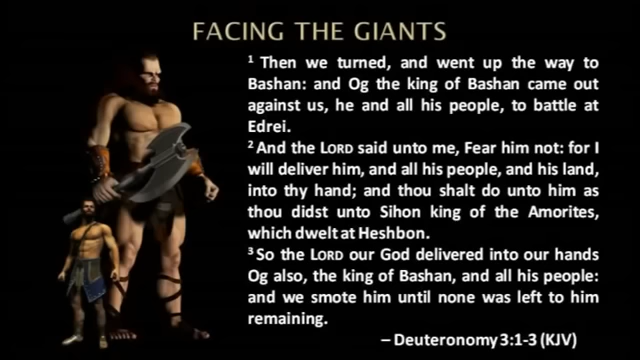 FACING THE GIANTS
¹ Then we turned, and went up the way to
Bashan: and Og the king of Bashan came out
against us, he and all his people, to battle at
Edrei.
² And the LORD said unto me, Fear him not: for I
will deliver him, and all his people, and his land,
into thy hand; and thou shalt do unto him as
thou didst unto Sihon king of the Amorites,
which dwelt at Heshbon.
³ So the LORD our God delivered into our hands
Og also, the king of Bashan, and all his people:
and we smote him until none was left to him
remaining.
– Deuteronomy 3:1-3 (KJV)